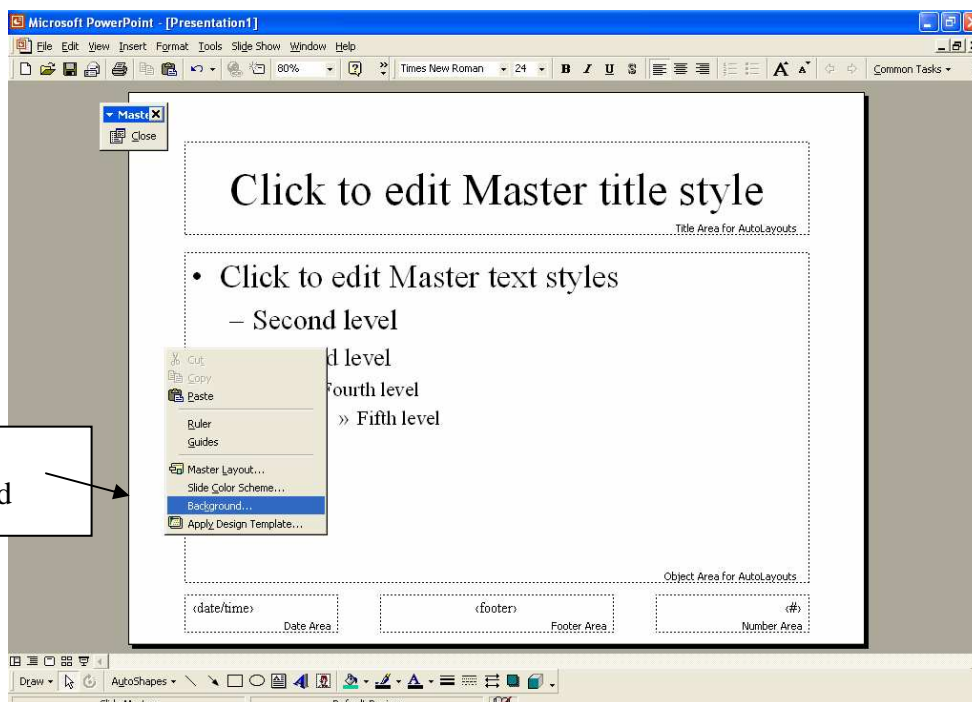 Microsoft PowerPoint - [Presentation1]
File Edit View Insert Format Tools Slide Show Window Help
80% Times New Roman 24 B I U S A A Common Tasks
Close
Click to edit Master title style
Title Area for AutoLayouts
• Click to edit Master text styles
– Second level
d level
Fourth level
» Fifth level
Cut
Copy
Paste
Ruler
Guides
Master Layout...
Slide Color Scheme...
Background...
Apply Design Template...
Object Area for AutoLayouts
‹date/time›
Date Area
‹footer›
Footer Area
‹#›
Number Area
Draw AutoShapes